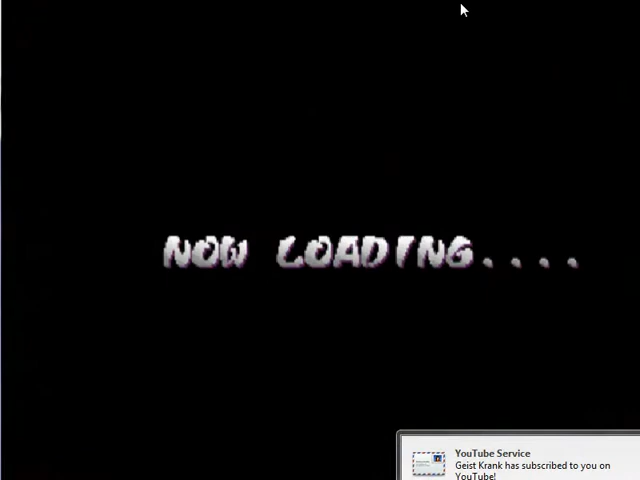 NOW LOADING....
YouTube Service
Geist Krank has subscribed to you on
YouTube!